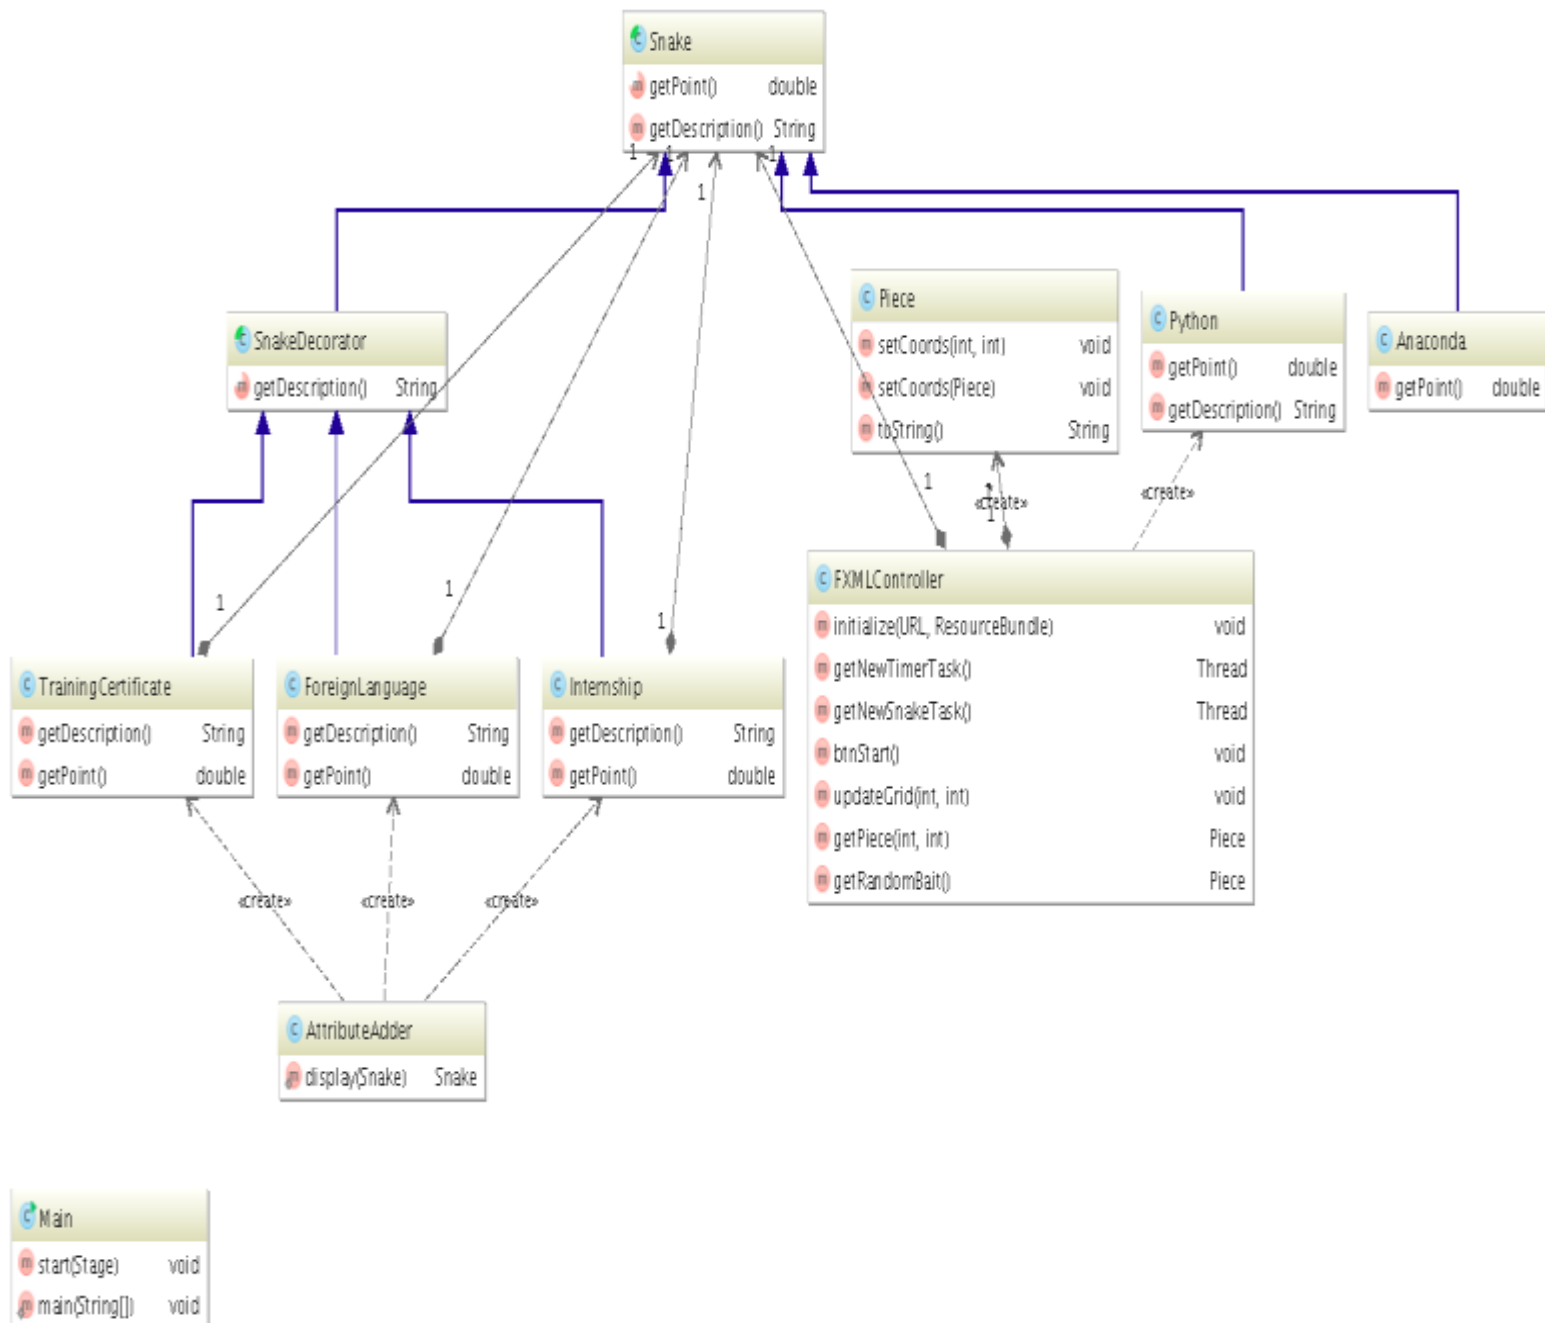 Snake
getPoint() double
getDescription() String
1 1 1
1
SnakeDecorator
getDescription() String
Piece
setCoords(int, int) void
setCoords(Piece) void
toString() String
Python
getPoint() double
getDescription() String
Anaconda
getPoint() double
1
1
«create»
1
«create»
FXMLController
initialize(URL, ResourceBundle) void
getNewTimerTask() Thread
getNewSnakeTask() Thread
btnStart() void
updateGrid(int, int) void
getPiece(int, int) Piece
getRandomBait() Piece
1
1
1
TrainingCertificate
getDescription() String
getPoint() double
ForeignLanguage
getDescription() String
getPoint() double
Internship
getDescription() String
getPoint() double
«create» «create» «create»
AttributeAdder
display(Snake) Snake
Main
start(Stage) void
main(String[]) void